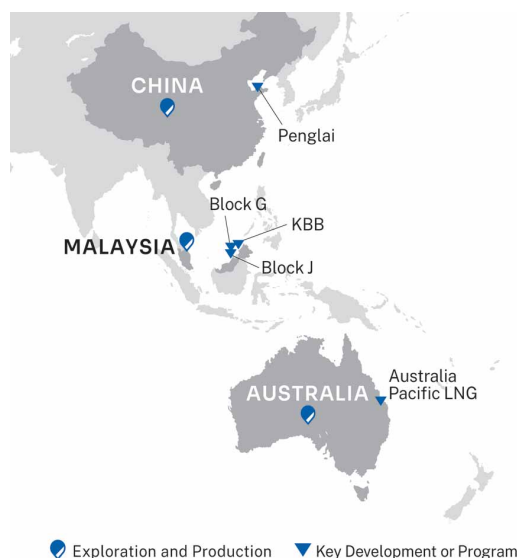 CHINA
Penglai
Block G
KBB
MALAYSIA
Block J
AUSTRALIA
Australia
Pacific LNG
Exploration and Production
Key Development or Program